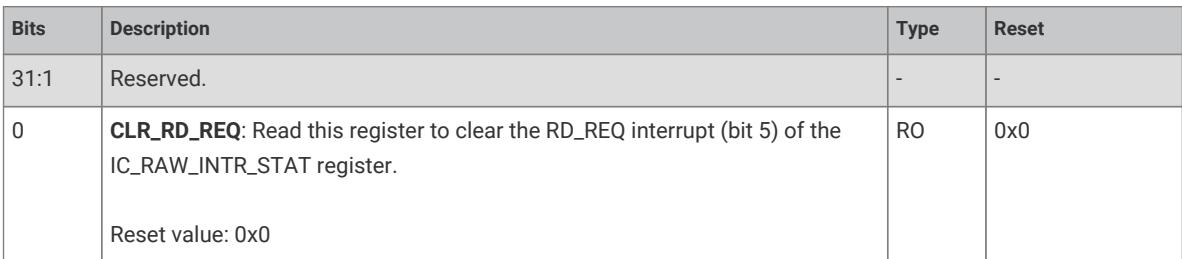 Bits Description Type Reset
31:1 Reserved. - -
0 CLR_RD_REQ: Read this register to clear the RD_REQ interrupt (bit 5) of the RO 0x0
IC_RAW_INTR_STAT register.
Reset value: 0x0